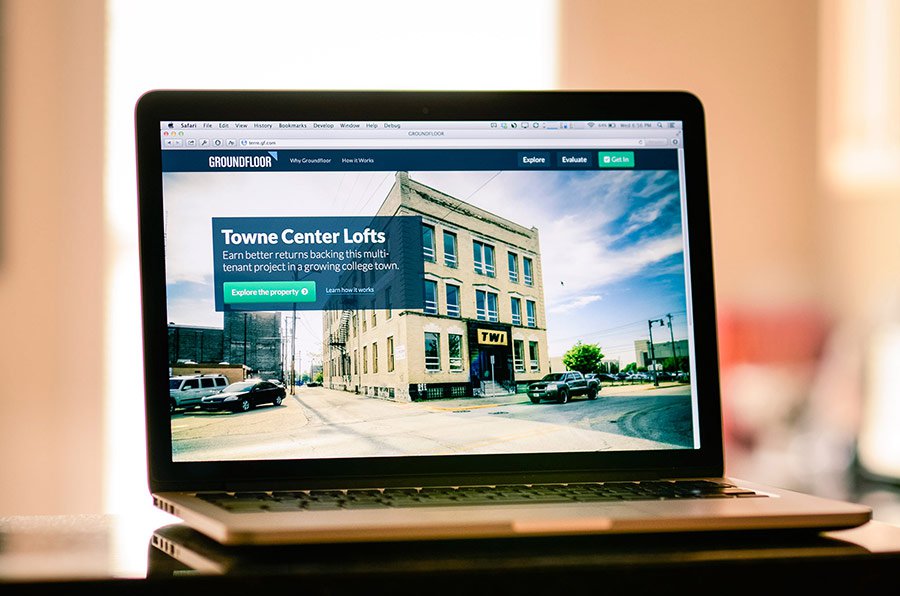 Safari File Edit View History Bookmarks Develop Window Help Debug
GROUNDFLOOR
GROUNDFLOOR Why Groundfloor How it Works Explore Evaluate Get In
Towne Center Lofts
Earn better returns backing this multi-
tenant project in a growing college town.
Explore the property Learn how it works
TWI